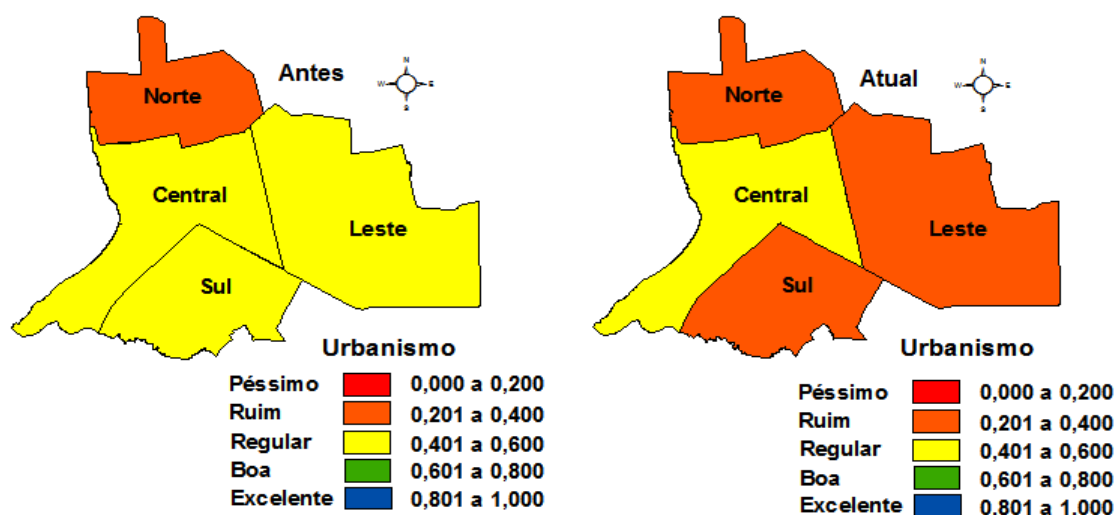 Antes
N
W
E
S
Norte
Central
Leste
Sul
Urbanismo
Péssimo 0,000 a 0,200
Ruim 0,201 a 0,400
Regular 0,401 a 0,600
Boa 0,601 a 0,800
Excelente 0,801 a 1,000
Atual
N
W
E
S
Norte
Central
Leste
Sul
Urbanismo
Péssimo 0,000 a 0,200
Ruim 0,201 a 0,400
Regular 0,401 a 0,600
Boa 0,601 a 0,800
Excelente 0,801 a 1,000